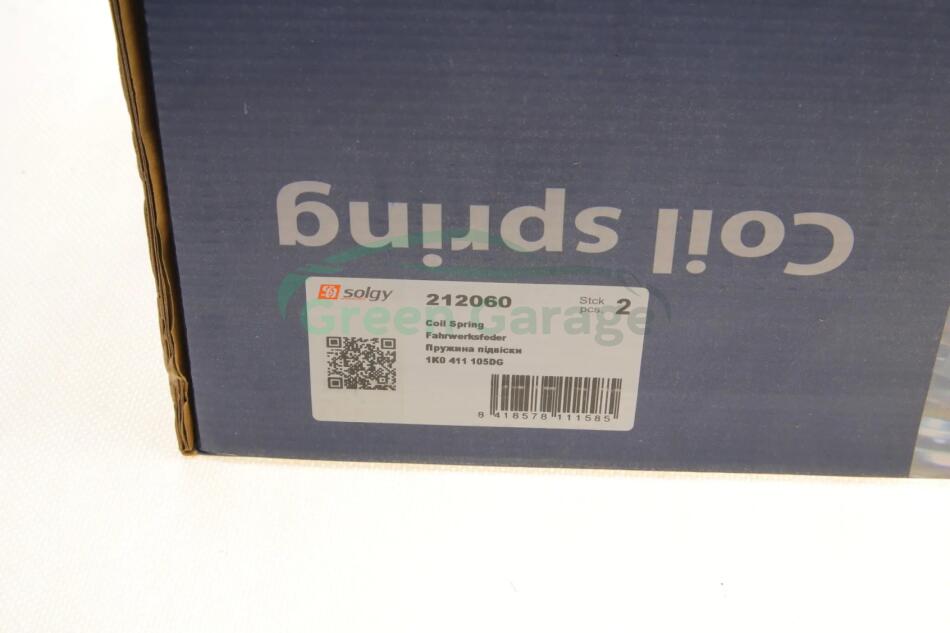 Coil spring
solgy
212060
Stck
pcs. 2
Coil Spring
Fahrwerksfeder
Пружина підвіски
1K0 411 105DG
8 418578 111585
Green Garage